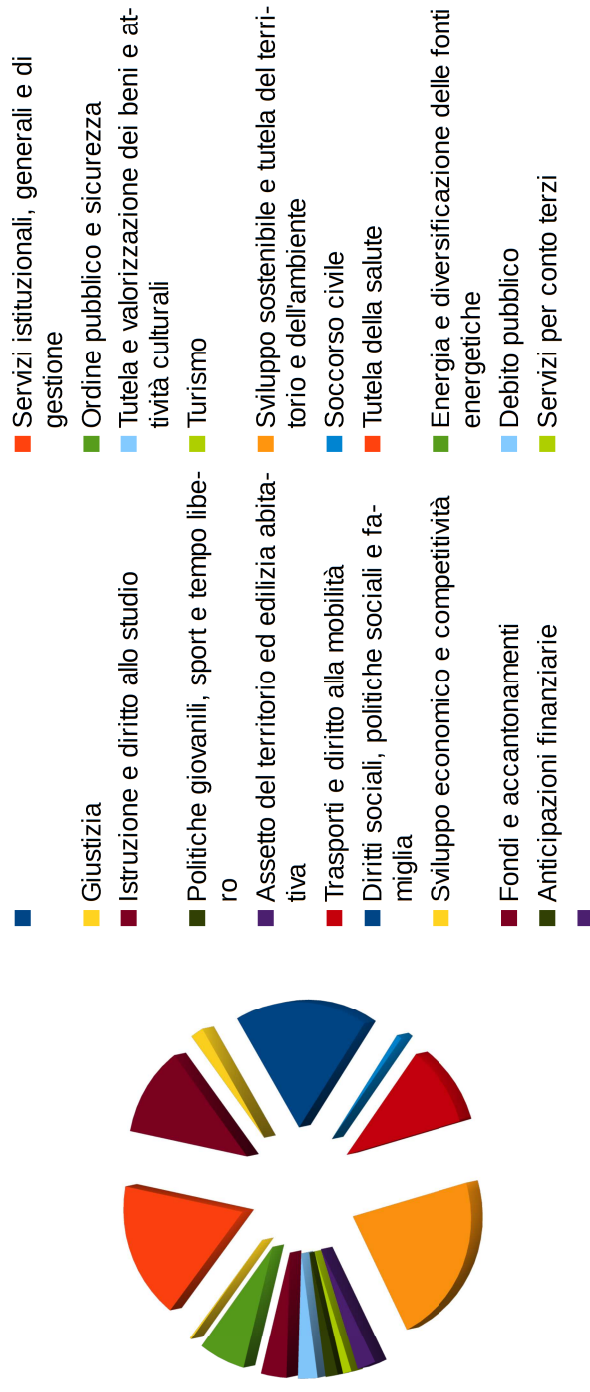 Servizi istituzionali, generali e di
gestione
Giustizia
Ordine pubblico e sicurezza
Istruzione e diritto allo studio
Tutela e valorizzazione dei beni e at-
tività culturali
Politiche giovanili, sport e tempo libe-
ro
Turismo
Assetto del territorio ed edilizia abita-
tiva
Sviluppo sostenibile e tutela del terri-
torio e dell'ambiente
Trasporti e diritto alla mobilità
Soccorso civile
Diritti sociali, politiche sociali e fa-
miglia
Tutela della salute
Sviluppo economico e competitività
Energia e diversificazione delle fonti
energetiche
Fondi e accantonamenti
Debito pubblico
Anticipazioni finanziarie
Servizi per conto terzi